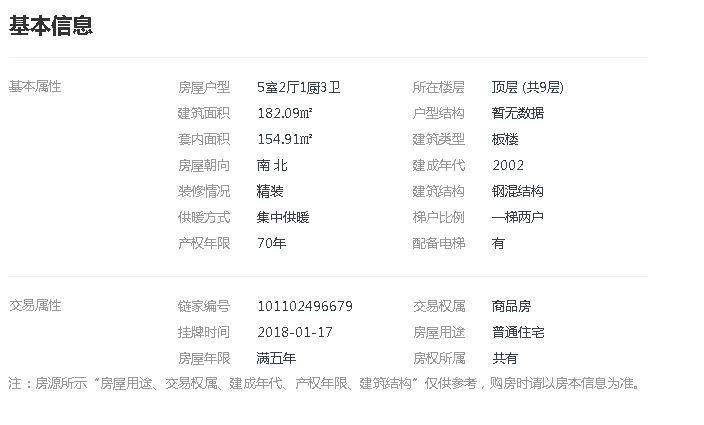 基本信息
基本属性 房屋户型 5室2厅1厨3卫 所在楼层 顶层 (共9层)
建筑面积 182.09㎡ 户型结构 暂无数据
套内面积 154.91㎡ 建筑类型 板楼
房屋朝向 南 北 建成年代 2002
装修情况 精装 建筑结构 钢混结构
供暖方式 集中供暖 梯户比例 一梯两户
产权年限 70年 配备电梯 有
交易属性 链家编号 101102496679 交易权属 商品房
挂牌时间 2018-01-17 房屋用途 普通住宅
房屋年限 满五年 房权所属 共有
注：房源所示“房屋用途、交易权属、建成年代、产权年限、建筑结构”仅供参考，购房时请以房本信息为准。